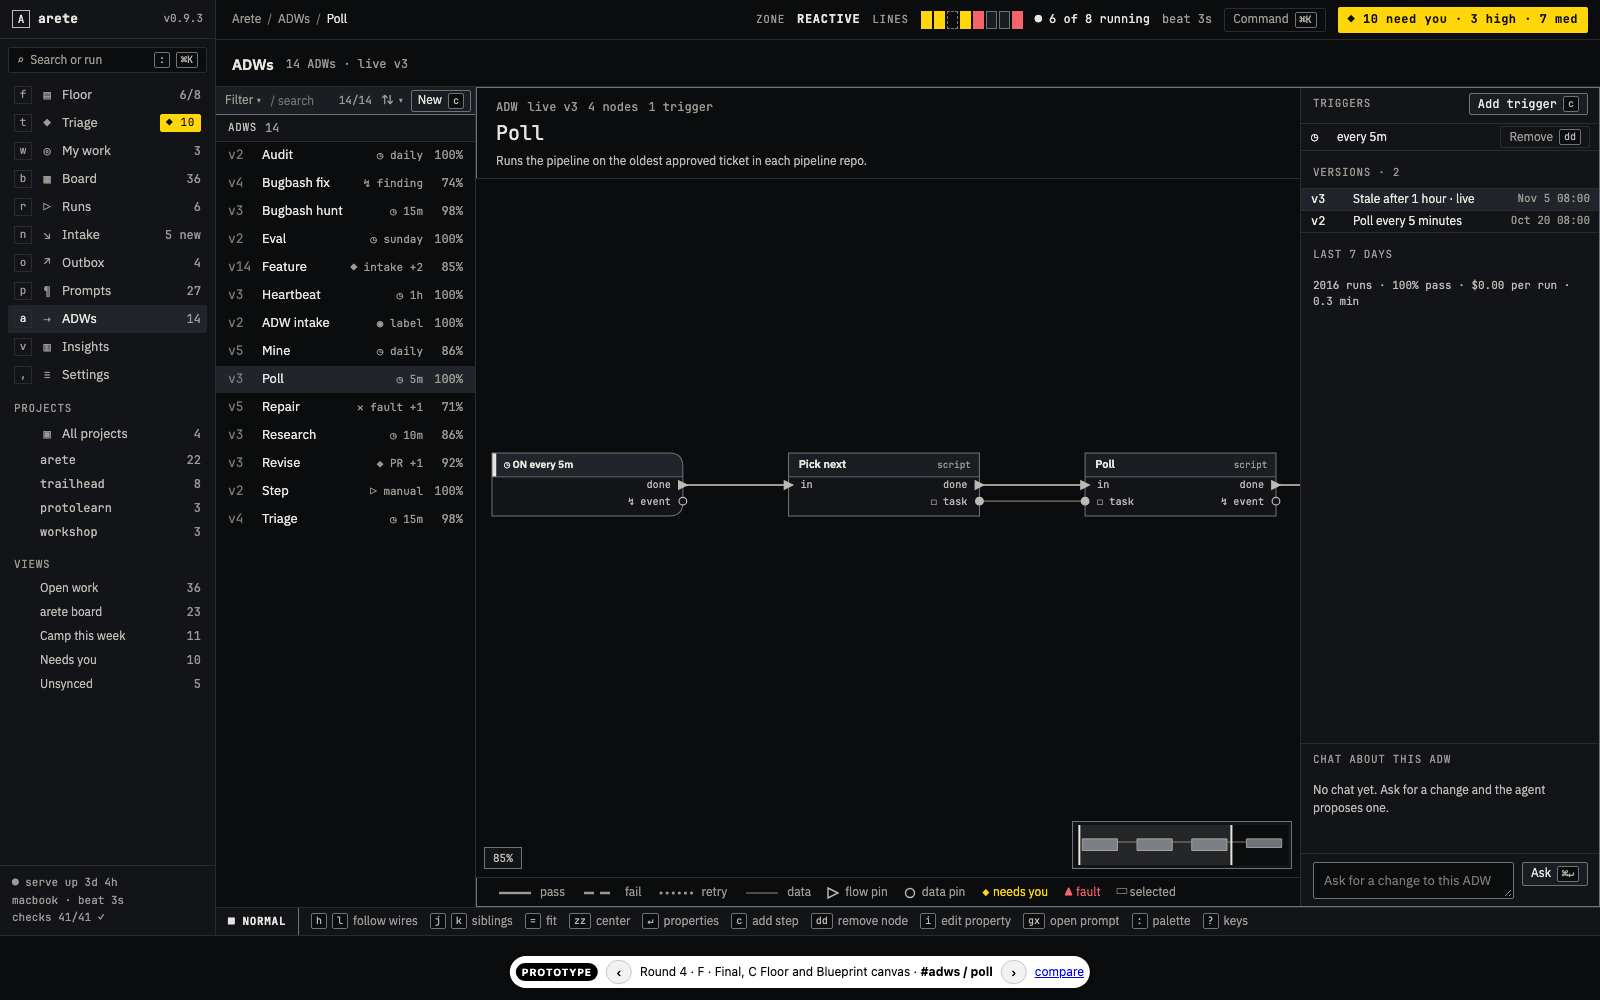 A arete v0.9.3
Arete / ADWs / Poll
ZONE REACTIVE LINES 6 of 8 running beat 3s Command ⌘K ◆ 10 need you · 3 high · 7 med
Search or run : ⌘K
f Floor 6/8
t Triage ◆ 10
w My work 3
b Board 36
r Runs 6
n Intake 5 new
o Outbox 4
p Prompts 27
a ADWs 14
v Insights
, Settings
PROJECTS
All projects 4
arete 22
trailhead 8
protolearn 3
workshop 3
VIEWS
Open work 36
arete board 23
Camp this week 11
Needs you 10
Unsynced 5
serve up 3d 4h
macbook · beat 3s
checks 41/41 ✓
ADWs 14 ADWs · live v3
Filter / search 14/14 New c
ADWS 14
v2 Audit daily 100%
v4 Bugbash fix finding 74%
v3 Bugbash hunt 15m 98%
v2 Eval sunday 100%
v14 Feature intake +2 85%
v3 Heartbeat 1h 100%
v2 ADW intake label 100%
v5 Mine daily 86%
v3 Poll 5m 100%
v5 Repair fault +1 71%
v3 Research 10m 86%
v3 Revise PR +1 92%
v2 Step manual 100%
v4 Triage 15m 98%
ADW live v3 4 nodes 1 trigger
Poll
Runs the pipeline on the oldest approved ticket in each pipeline repo.
ON every 5m
done
event
Pick next script
in done
task
Poll script
in done
task event
85%
pass fail retry data flow pin data pin needs you fault selected
TRIGGERS Add trigger c
every 5m Remove dd
VERSIONS · 2
v3 Stale after 1 hour · live Nov 5 08:00
v2 Poll every 5 minutes Oct 20 08:00
LAST 7 DAYS
2016 runs · 100% pass · $0.00 per run ·
0.3 min
CHAT ABOUT THIS ADW
No chat yet. Ask for a change and the agent
proposes one.
Ask for a change to this ADW Ask ⌘↵
NORMAL h l follow wires j k siblings = fit zz center ↵ properties c add step dd remove node i edit property gx open prompt : palette ? keys
PROTOTYPE ‹ Round 4 · F · Final, C Floor and Blueprint canvas · #adws / poll › compare